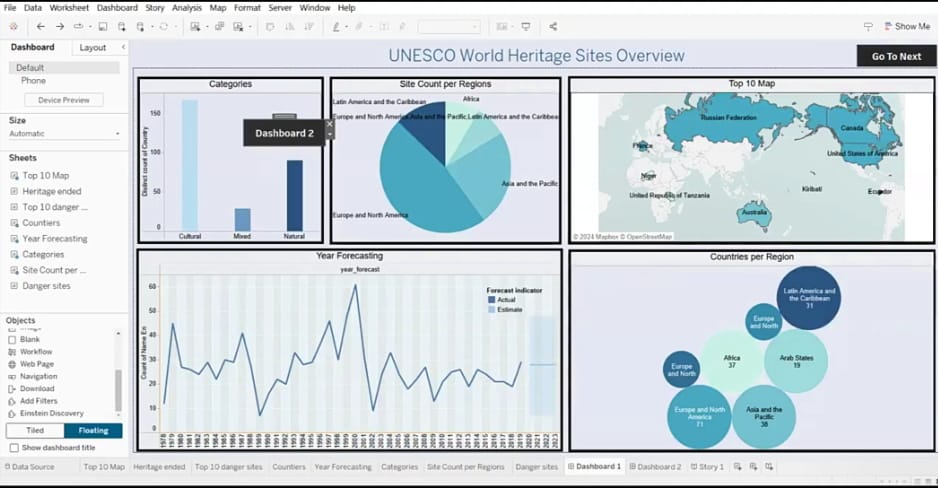 File Data Worksheet Dashboard Story Analysis Map Format Server Window Help
Show Me
Dashboard Layout
Default
Phone
Device Preview
Size
Automatic
Sheets
Top 10 Map
Heritage ended
Top 10 danger ...
Countiers
Year Forecasting
Categories
Site Count per ...
Danger sites
Objects
Blank
Workflow
Web Page
Navigation
Download
Add Filters
Einstein Discovery
Tiled Floating
Show dashboard title
UNESCO World Heritage Sites Overview
Go To Next
Categories
Distinct count of Country
150
100
50
0
Cultural Mixed Natural
Dashboard 2
Site Count per Regions
Latin America and the Caribbean
Africa
Europe and North America, Asia and the Pacific, Latin America and the Caribbean
Asia and the Pacific
Europe and North America
Top 10 Map
Russian Federation
Canada
France
United States of America
Niger
Kiribati
Ecuador
United Republic of Tanzania
Australia
© 2024 Mapbox © OpenStreetMap
Year Forecasting
year_forecast
Count of Name En
60
50
40
30
20
10
0
Forecast indicator
Actual
Estimate
1978 1979 1980 1981 1982 1983 1984 1985 1986 1987 1988 1989 1990 1991 1992 1993 1994 1995 1996 1997 1998 1999 2000 2001 2002 2003 2004 2005 2006 2007 2008 2009 2010 2011 2012 2013 2014 2015 2016 2017 2018 2019 2020 2021 2022 2023
Countries per Region
Latin America and
the Caribbean
31
Europe
and North
Africa
37
Arab States
19
Europe
and North
Europe and North
America
71
Asia and the
Pacific
38
Data Source Top 10 Map Heritage ended Top 10 danger sites Countiers Year Forecasting Categories Site Count per Regions Danger sites Dashboard 1 Dashboard 2 Story 1